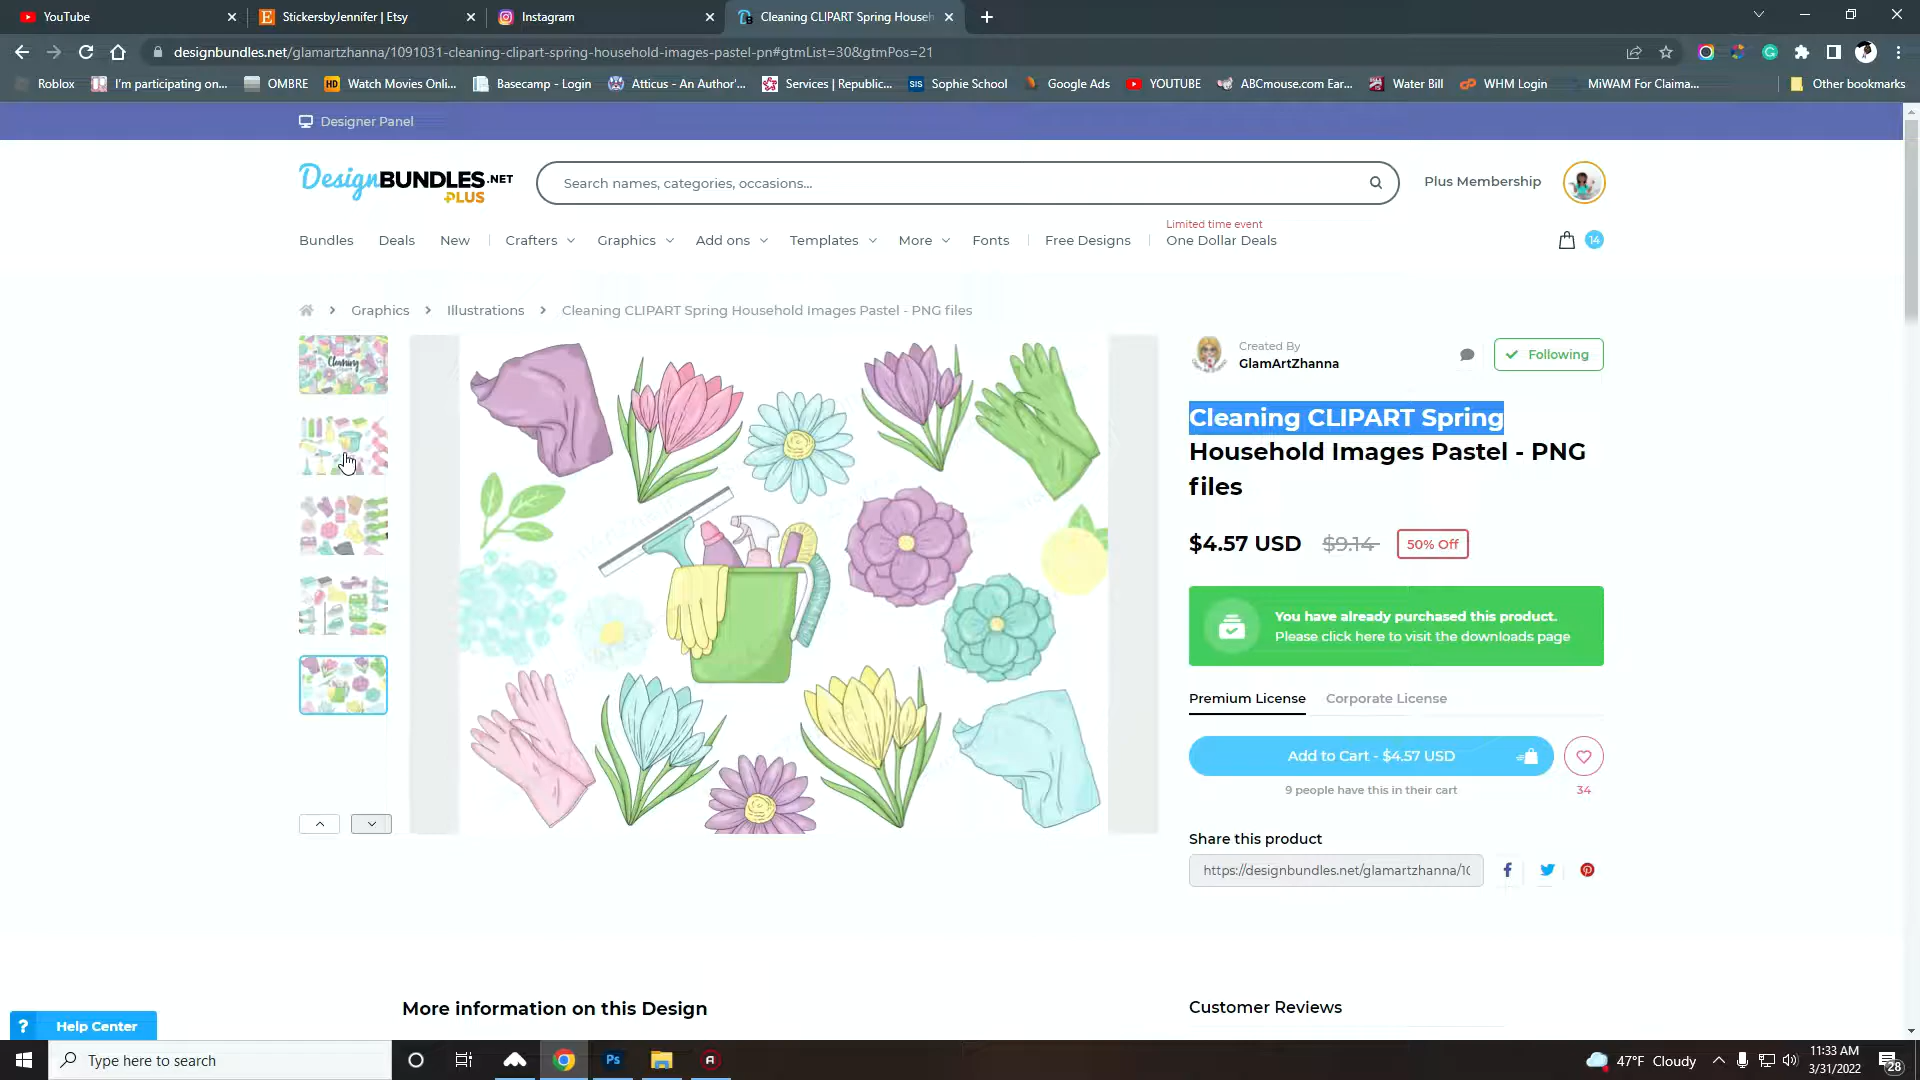 YouTube
StickersbyJennifer | Etsy
Instagram
Cleaning CLIPART Spring Househ
designbundles.net/glamartzhanna/1091031-cleaning-clipart-spring-household-images-pastel-pn#gtmList=30&gtmPos=21
Roblox
I'm participating on...
OMBRE
HD
Watch Movies Onli...
Basecamp - Login
Atticus - An Author'...
Services | Republic...
SIS
Sophie School
Google Ads
YOUTUBE
ABCmouse.com Ear...
Water Bill
WHM Login
MiWAM For Claima...
Other bookmarks
Designer Panel
Design BUNDLES.NET
PLUS
Search names, categories, occasions...
Plus Membership
Bundles
Deals
New
Crafters
Graphics
Add ons
Templates
More
Fonts
Free Designs
Limited time event
One Dollar Deals
14
Graphics
Illustrations
Cleaning CLIPART Spring Household Images Pastel - PNG files
Cleaning
Created By
GlamArtZhanna
Following
Cleaning CLIPART Spring
Household Images Pastel - PNG
files
$4.57 USD
$9.14
50% Off
You have already purchased this product.
Please click here to visit the downloads page
Premium License
Corporate License
Add to Cart - $4.57 USD
9 people have this in their cart
34
Share this product
https://designbundles.net/glamartzhanna/1(
More information on this Design
Customer Reviews
? Help Center
Type here to search
Ps
47°F Cloudy
11:33 AM
3/31/2022
28